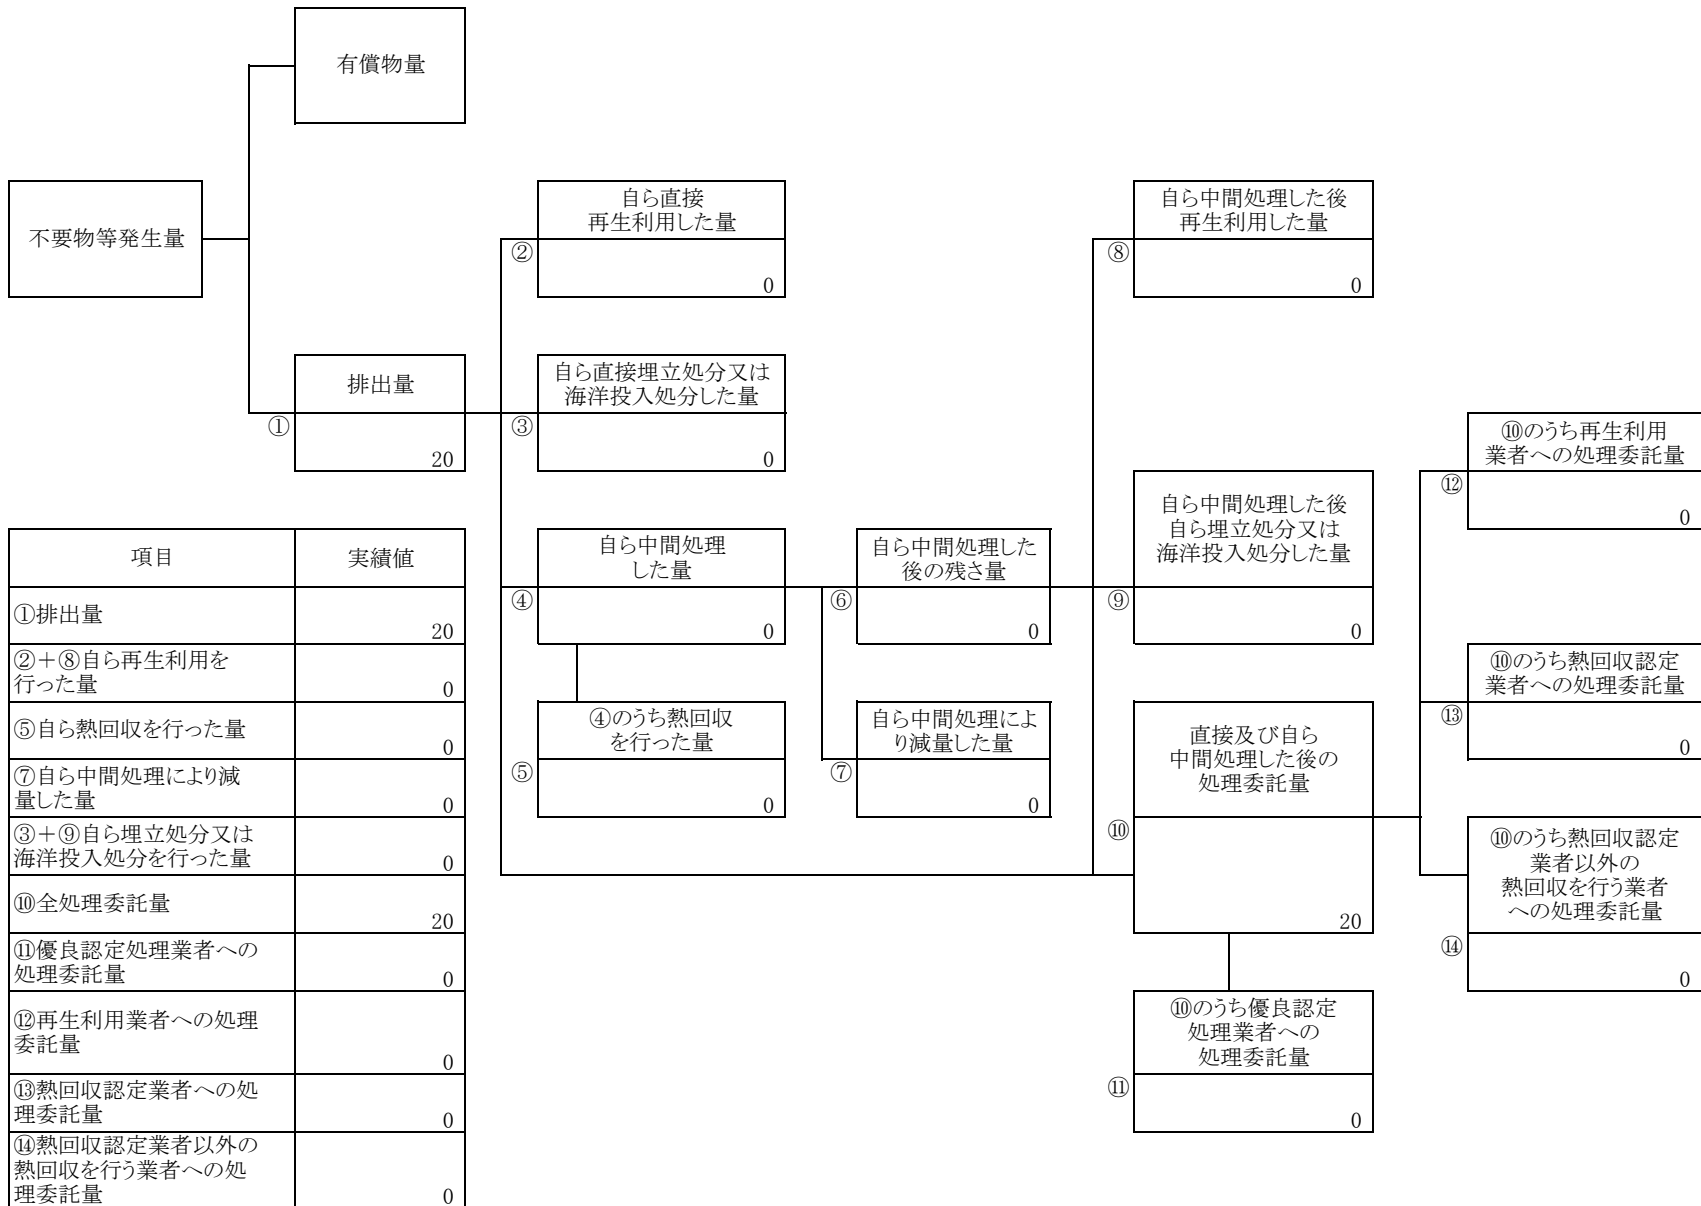 有償物量
不要物等発生量
自ら直接
再生利用した量
②
0
自ら中間処理した後
再生利用した量
⑧
0
排出量
①
20
自ら直接埋立処分又は
海洋投入処分した量
③
0
⑩のうち再生利用
業者への処理委託量
⑫
0
自ら中間処理
した量
④
0
自ら中間処理した
後の残さ量
⑥
0
自ら中間処理した後
自ら埋立処分又は
海洋投入処分した量
⑨
0
⑩のうち熱回収認定
業者への処理委託量
⑬
0
④のうち熱回収
を行った量
⑤
0
自ら中間処理によ
り減量した量
⑦
0
直接及び自ら
中間処理した後の
処理委託量
⑩
20
⑩のうち熱回収認定
業者以外の
熱回収を行う業者
への処理委託量
⑭
0
⑩のうち優良認定
処理業者への
処理委託量
⑪
0
項目 実績値
①排出量
20
②+⑧自ら再生利用を
行った量
0
⑤自ら熱回収を行った量
0
⑦自ら中間処理により減
量した量
0
③+⑨自ら埋立処分又は
海洋投入処分を行った量
0
⑩全処理委託量
20
⑪優良認定処理業者への
処理委託量
0
⑫再生利用業者への処理
委託量
0
⑬熱回収認定業者への処
理委託量
0
⑭熱回収認定業者以外の
熱回収を行う業者への処
理委託量
0